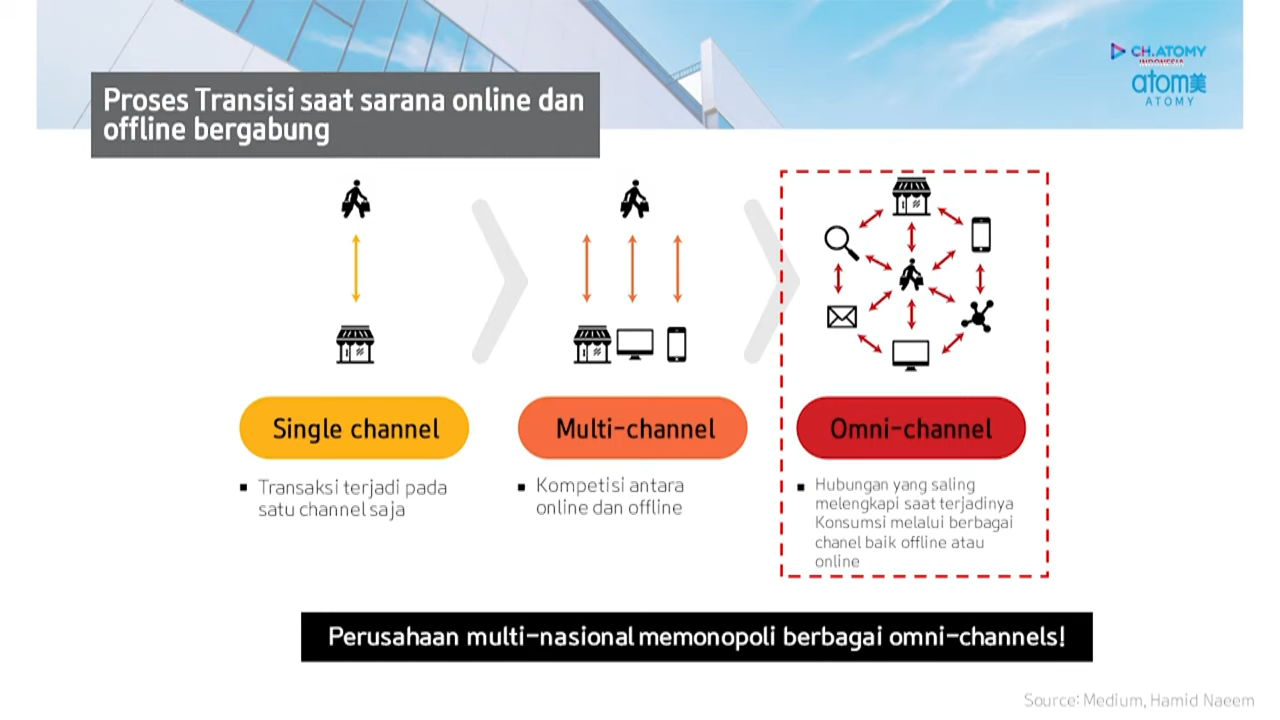 CH.ATOMY
INDONESIA
atom美
ATOMY
Proses Transisi saat sarana online dan
offline bergabung
Single channel
Transaksi terjadi pada
satu channel saja
Multi-channel
Kompetisi antara
online dan offline
Omni-channel
Hubungan yang saling
melengkapi saat terjadinya
Konsumsi melalui berbagai
chanel baik offline atau
online
Perusahaan multi-nasional memonopoli berbagai omni-channels!
Source: Medium, Hamid Naeem